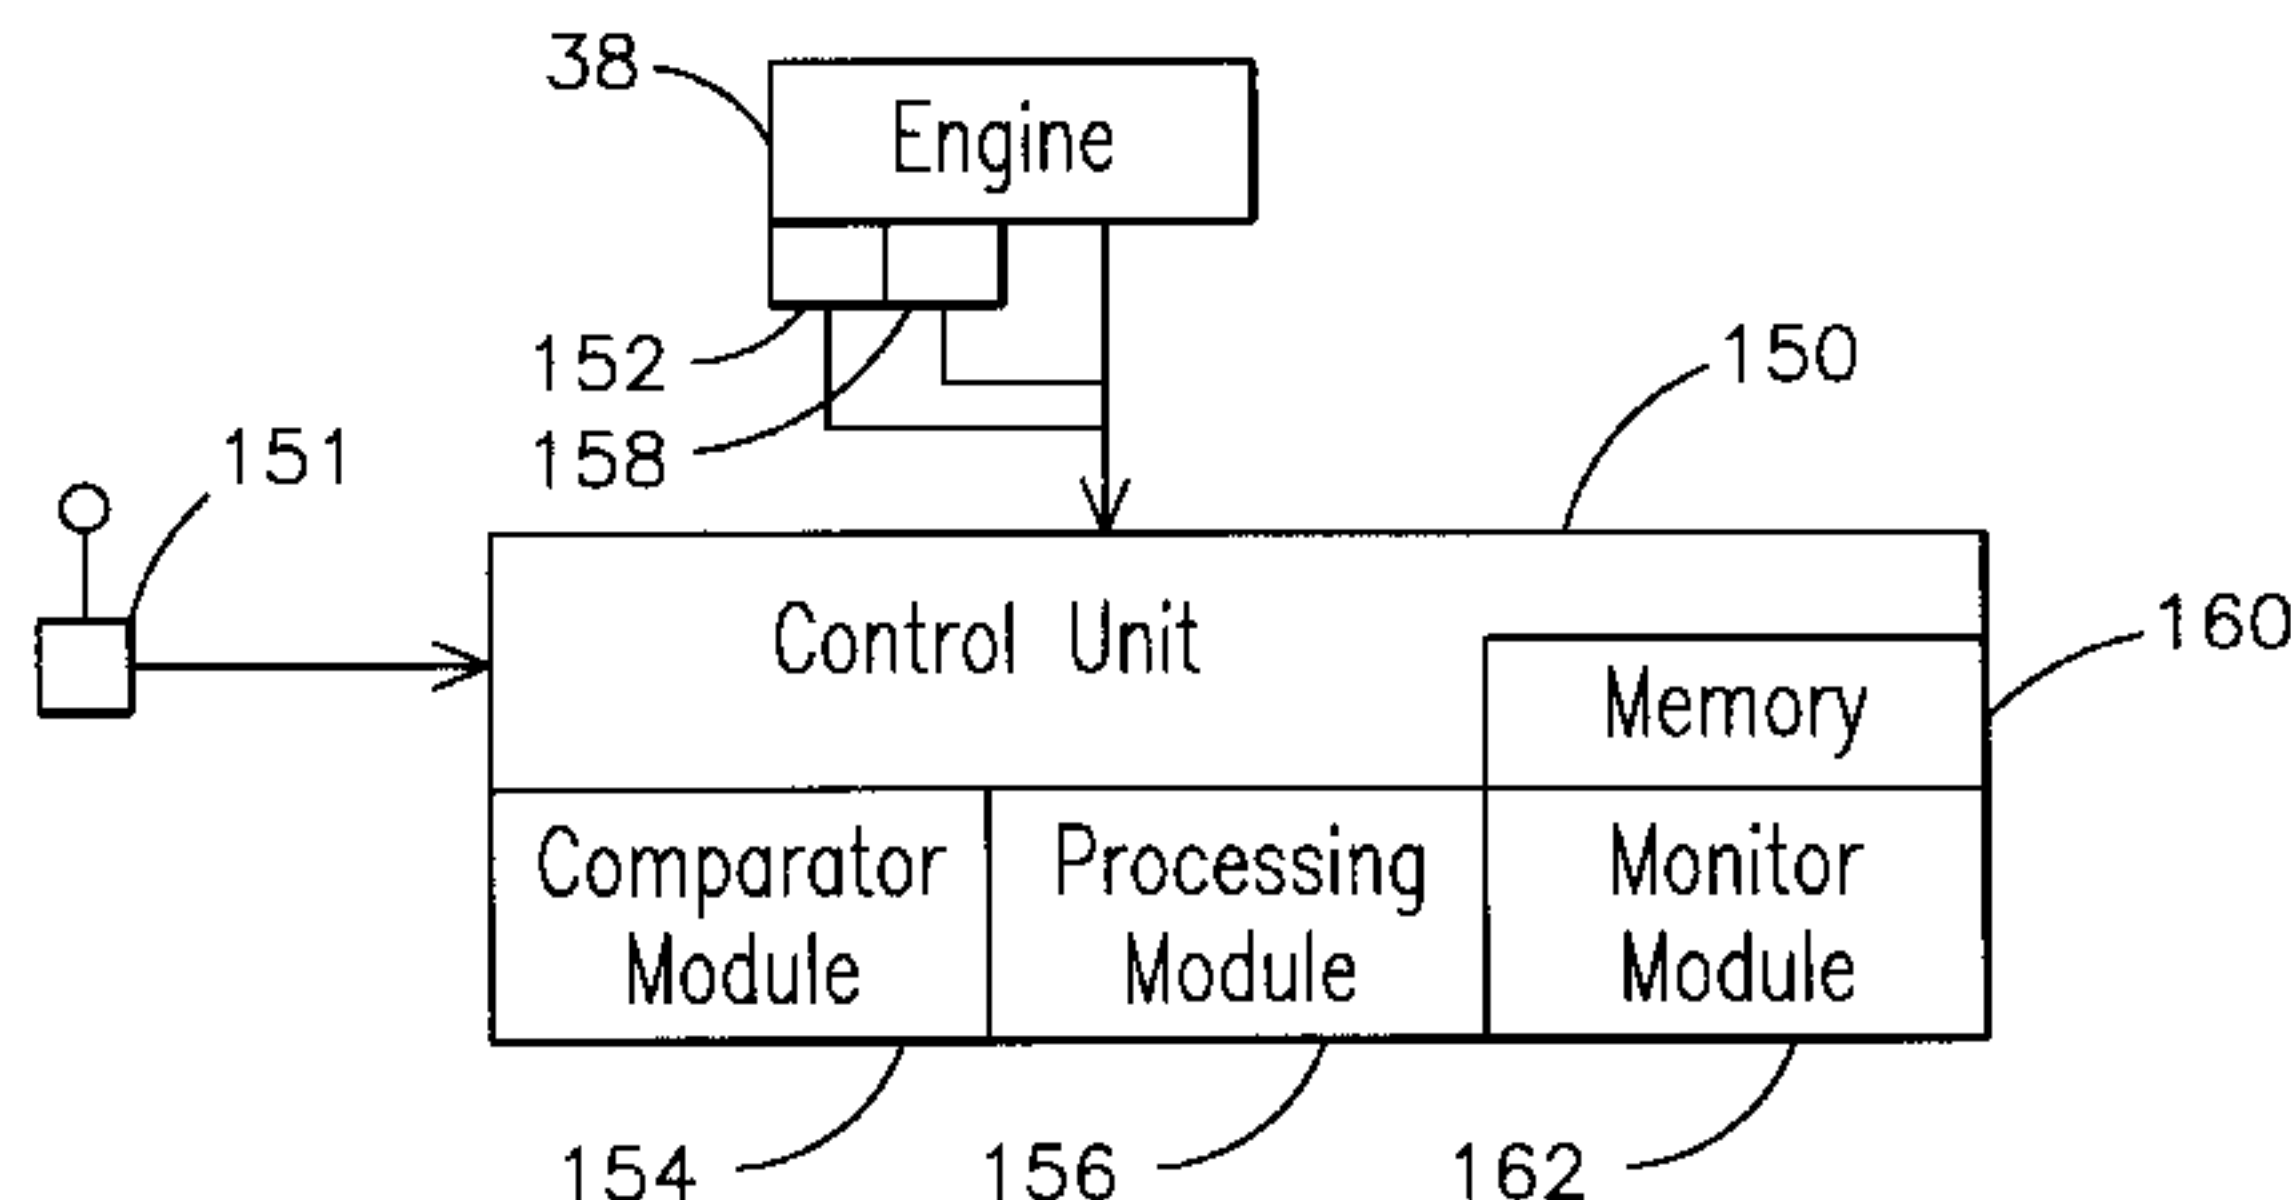 38
Engine
152
150
158
151
160
Control Unit
Memory
Comparator
Module
Processing
Module
Monitor
Module
154
156
162